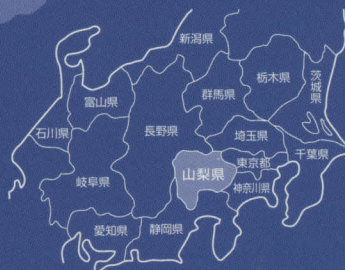 新潟県
栃木県
茨城県
群馬県
富山県
石川県
長野県
埼玉県
東京都
千葉県
山梨県
神奈川県
岐阜県
愛知県
静岡県